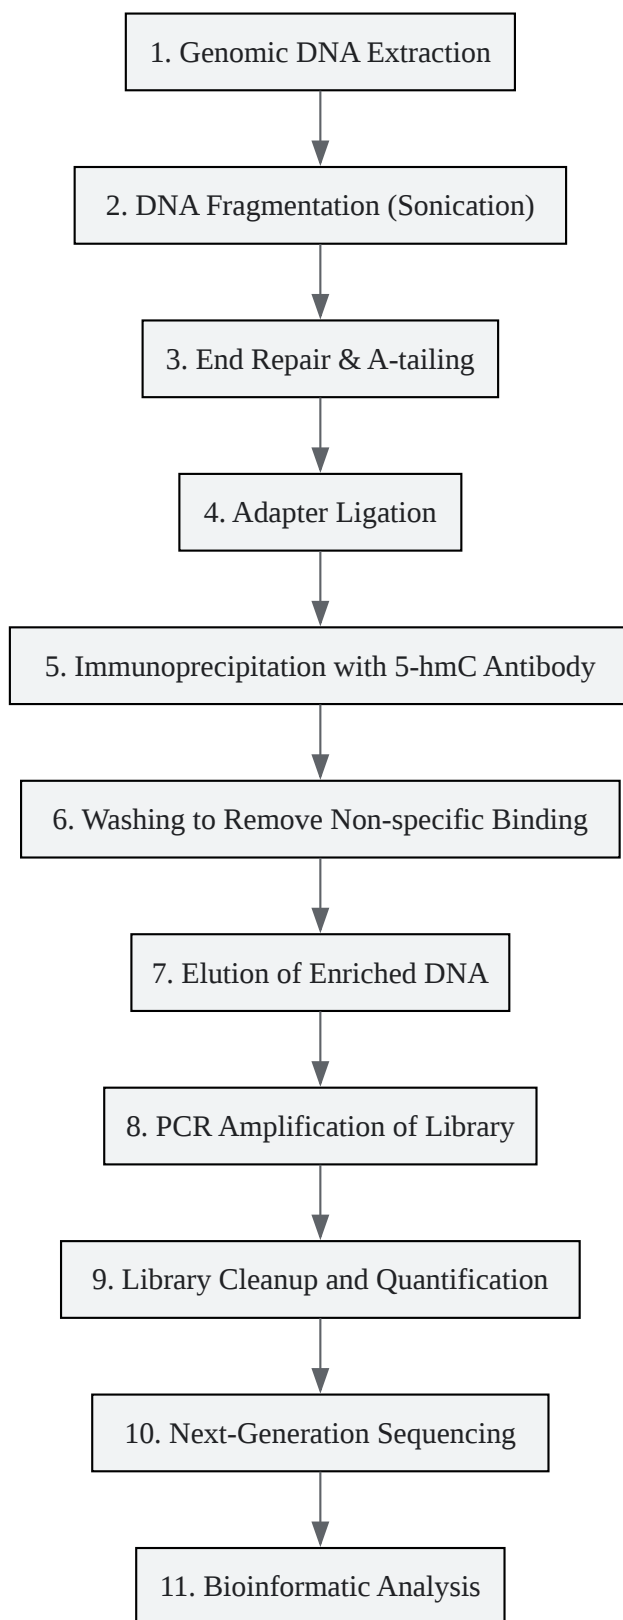 1. Genomic DNA Extraction
2. DNA Fragmentation (Sonication)
3. End Repair & A-tailing
4. Adapter Ligation
5. Immunoprecipitation with 5-hmC Antibody
6. Washing to Remove Non-specific Binding
7. Elution of Enriched DNA
8. PCR Amplification of Library
9. Library Cleanup and Quantification
10. Next-Generation Sequencing
11. Bioinformatic Analysis